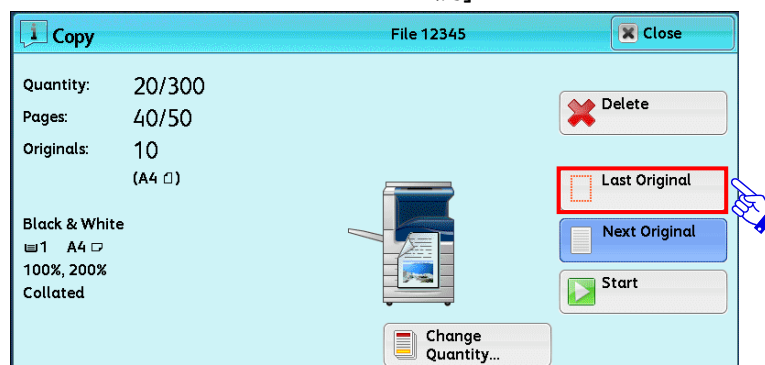 Copy
File 12345
Close
Quantity: 20/300
Pages: 40/50
Originals: 10
(A4)
Black & White
1 A4
100%, 200%
Collated
Delete
Last Original
Next Original
Start
Change
Quantity...